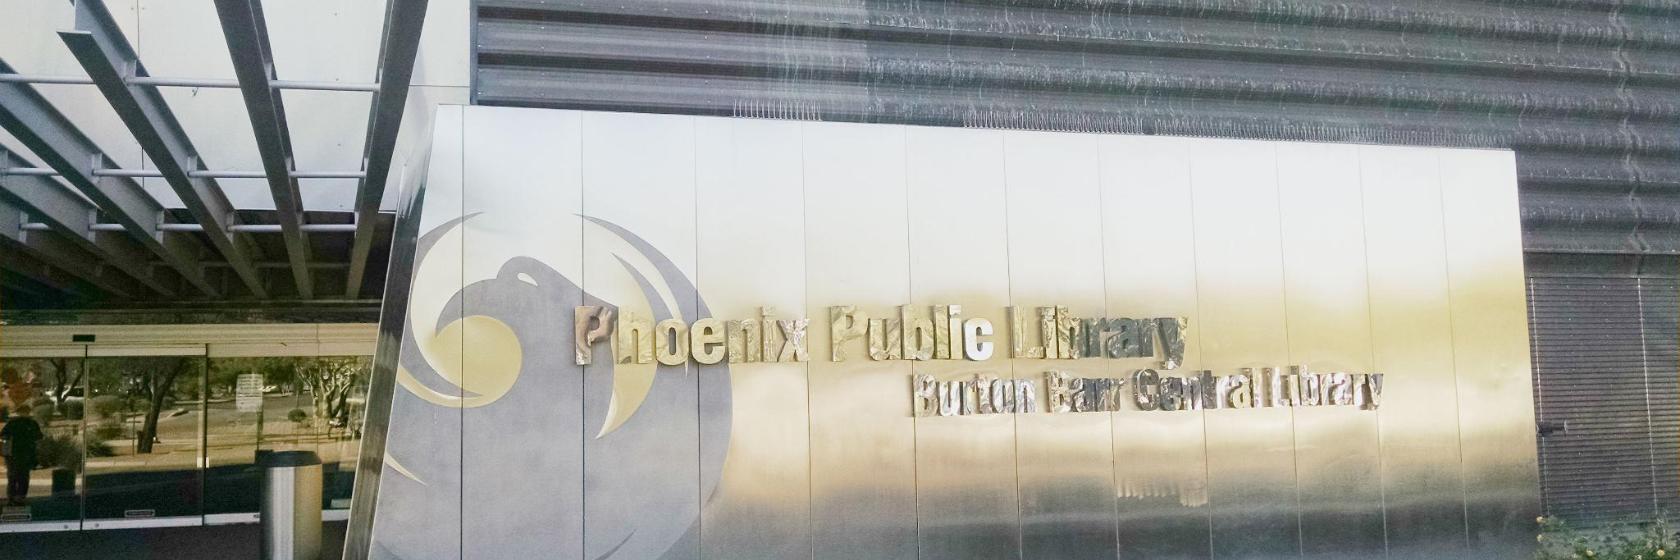 Phoenix Public Library
Burton Barr Central Library